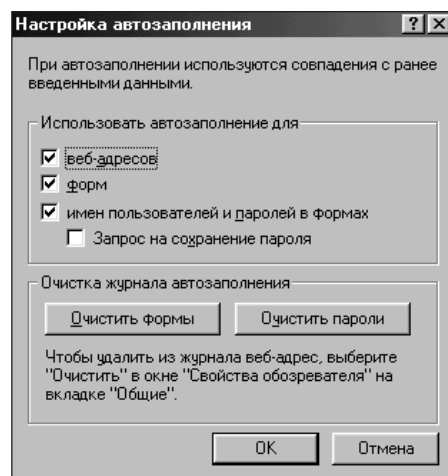 Настройка автозаполнения
При автозаполнении используются совпадения с ранее
введенными данными.
Использовать автозаполнение для
веб-адресов
форм
имен пользователей и паролей в формах
Запрос на сохранение пароля
Очистка журнала автозаполнения
Очистить формы
Очистить пароли
Чтобы удалить из журнала веб-адрес, выберите
"Очистить" в окне "Свойства обозревателя" на
вкладке "Общие".
OK
Отмена